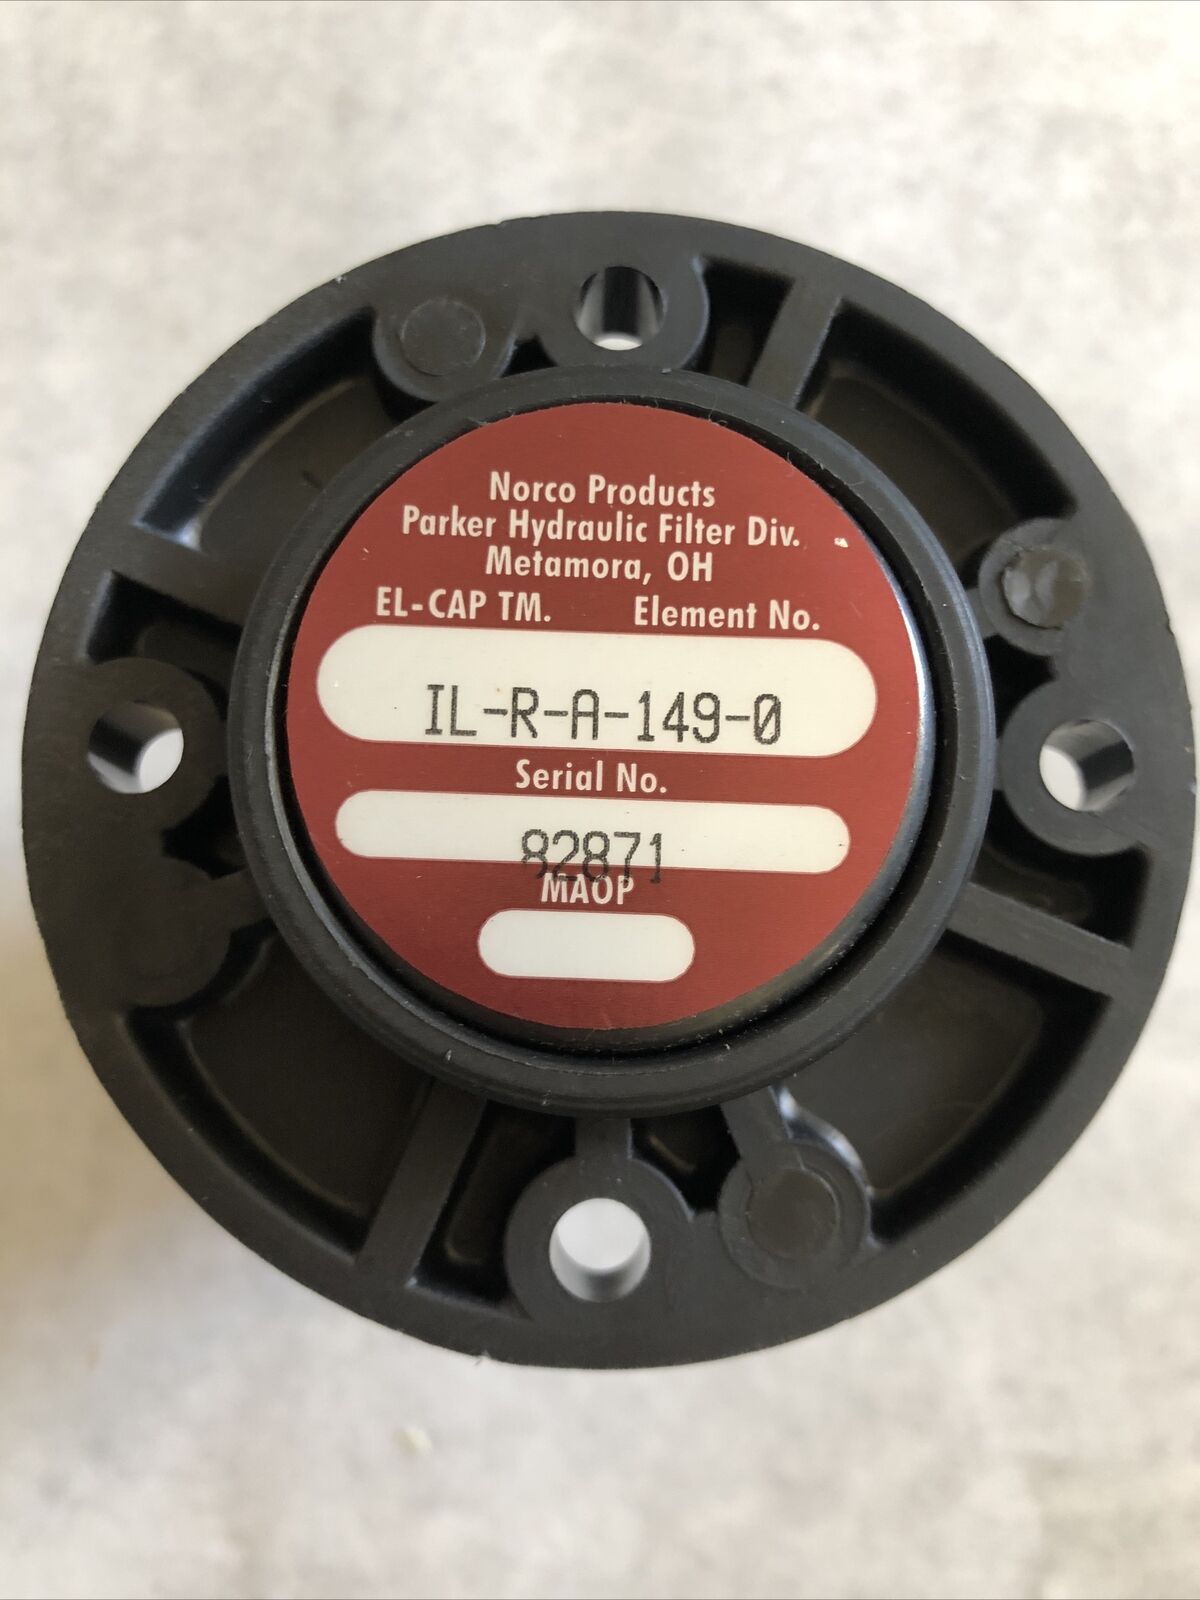 Norco Products
Parker Hydraulic Filter Div.
Metamora, OH
EL-CAP TM. Element No.
IL-R-A-149-0
Serial No.
82871
MAOP